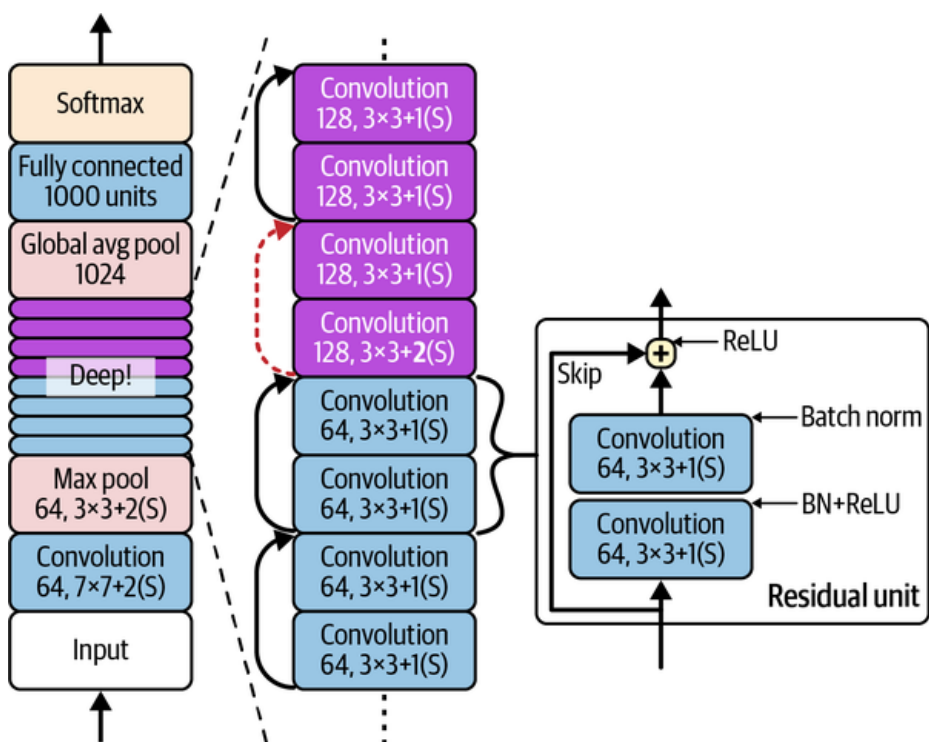 Softmax
Fully connected
1000 units
Global avg pool
1024
Deep!
Max pool
64, 3×3+2(S)
Convolution
64, 7×7+2(S)
Input
Convolution
128, 3×3+1(S)
Convolution
128, 3×3+1(S)
Convolution
128, 3×3+1(S)
Convolution
128, 3×3+2(S)
Convolution
64, 3×3+1(S)
Convolution
64, 3×3+1(S)
Convolution
64, 3×3+1(S)
Convolution
64, 3×3+1(S)
ReLU
+
Skip
Batch norm
Convolution
64, 3×3+1(S)
BN+ReLU
Convolution
64, 3×3+1(S)
Residual unit